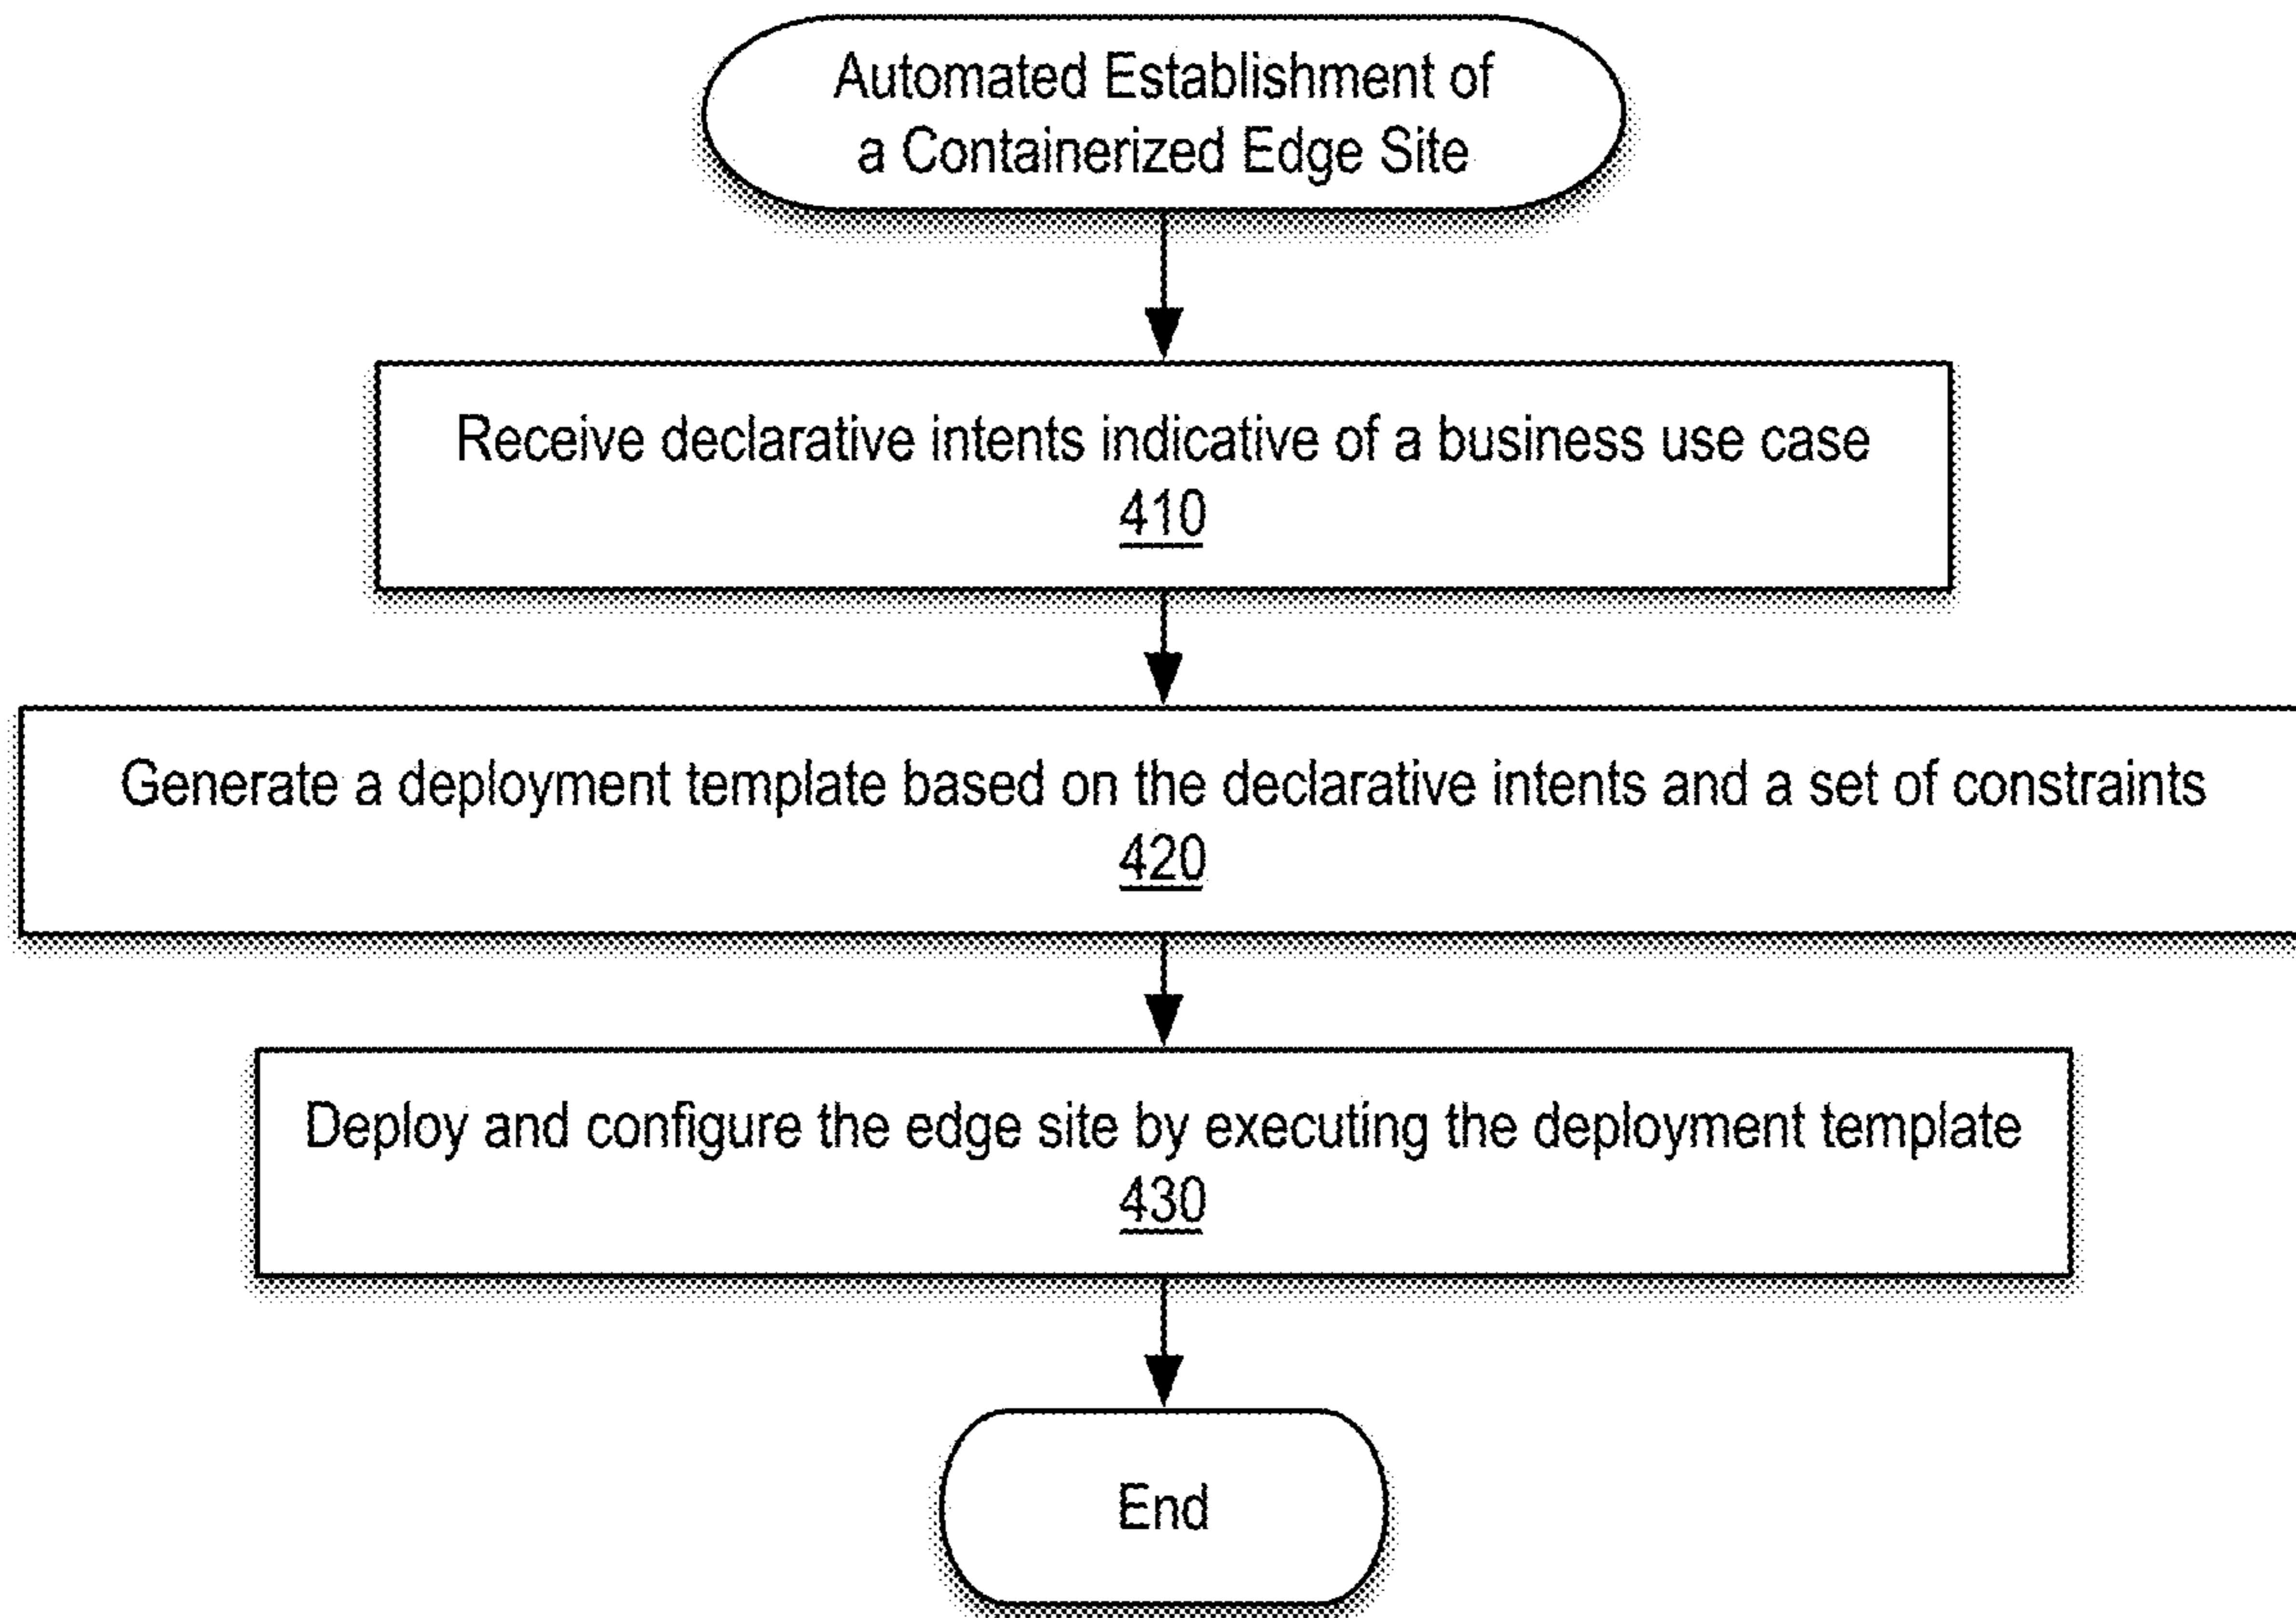 Automated Establishment of
a Containerized Edge Site
Receive declarative intents indicative of a business use case
410
Generate a deployment template based on the declarative intents and a set of constraints
420
Deploy and configure the edge site by executing the deployment template
430
End